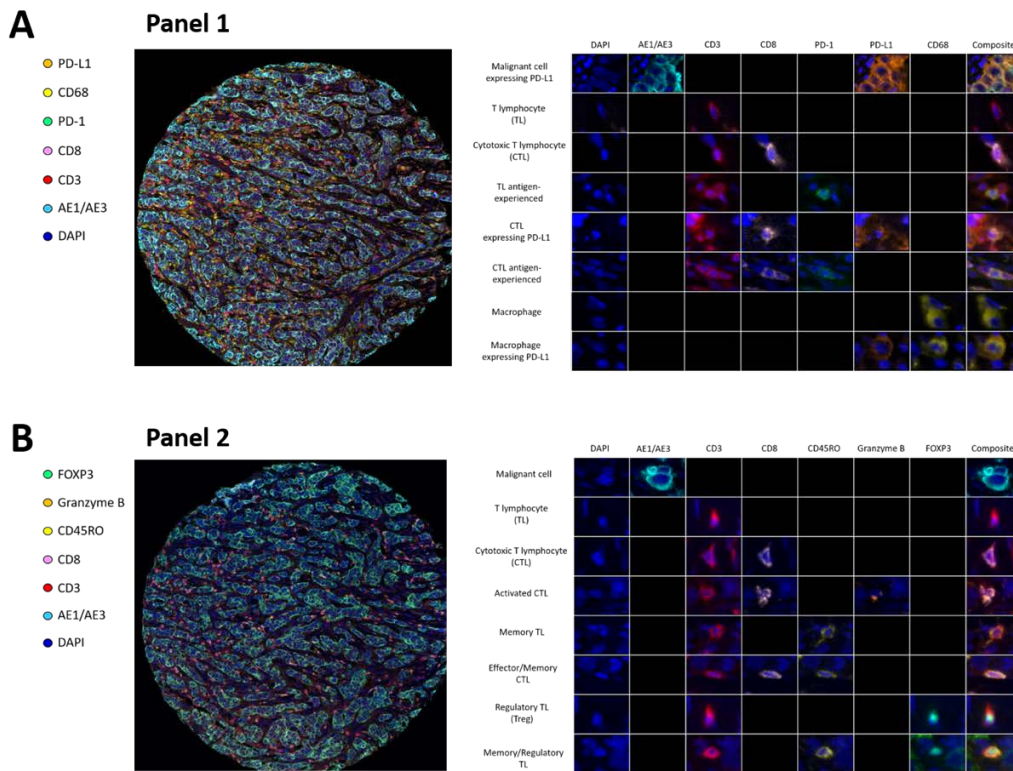 A
Panel 1
PD-L1
CD68
PD-1
CD8
CD3
AE1/AE3
DAPI
DAPI AE1/AE3 CD3 CD8 PD-1 PD-L1 CD68 Composite
Malignant cell
expressing PD-L1
T lymphocyte
(TL)
Cytotoxic T lymphocyte
(CTL)
TL antigen-
experienced
CTL
expressing PD-L1
CTL antigen-
experienced
Macrophage
Macrophage
expressing PD-L1
B
Panel 2
FOXP3
Granzyme B
CD45RO
CD8
CD3
AE1/AE3
DAPI
DAPI AE1/AE3 CD3 CD8 CD45RO Granzyme B FOXP3 Composite
Malignant cell
T lymphocyte
(TL)
Cytotoxic T lymphocyte
(CTL)
Activated CTL
Memory TL
Effector/Memory
CTL
Regulatory TL
(Treg)
Memory/Regulatory
TL